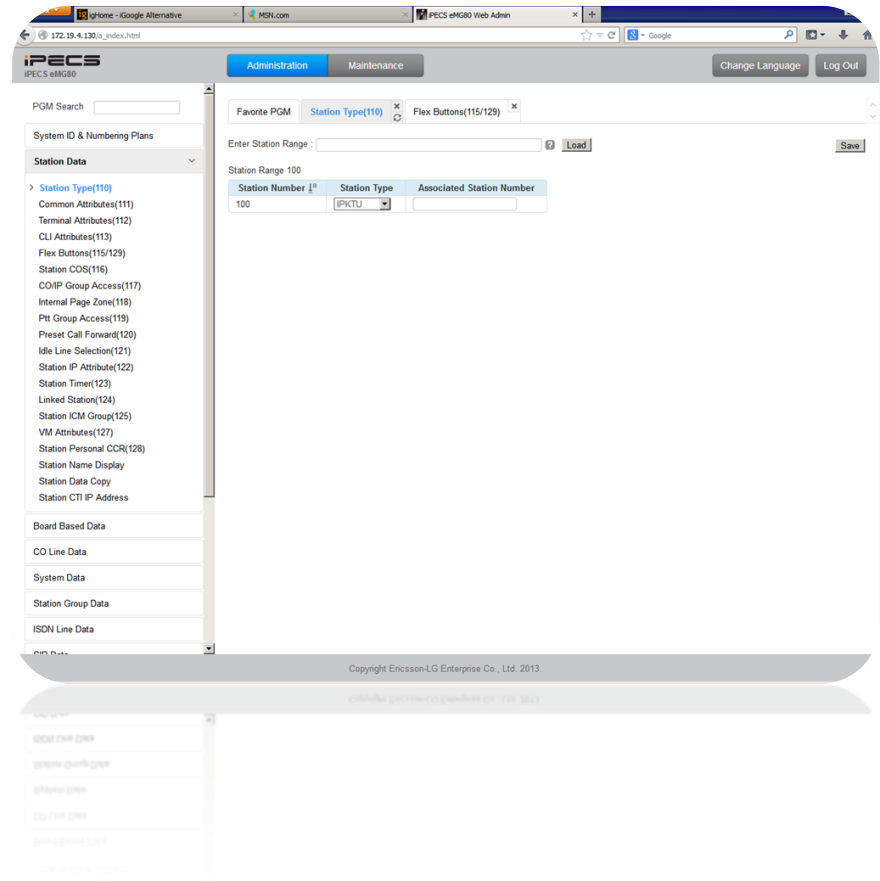 igHome - iGoogle Alternative
MSN.com
iPECS eMG80 Web Admin
172.19.4.130/a_index.html
Google
iPECS
iPECS eMG80
Administration
Maintenance
Change Language
Log Out
PGM Search
System ID & Numbering Plans
Station Data
Station Type(110)
Common Attributes(111)
Terminal Attributes(112)
CLI Attributes(113)
Flex Buttons(115/129)
Station COS(116)
CO/IP Group Access(117)
Internal Page Zone(118)
Ptt Group Access(119)
Preset Call Forward(120)
Idle Line Selection(121)
Station IP Attribute(122)
Station Timer(123)
Linked Station(124)
Station ICM Group(125)
VM Attributes(127)
Station Personal CCR(128)
Station Name Display
Station Data Copy
Station CTI IP Address
Board Based Data
CO Line Data
System Data
Station Group Data
ISDN Line Data
Favorite PGM
Station Type(110)
Flex Buttons(115/129)
Enter Station Range :
Load
Save
Station Range 100
Station Number Station Type Associated Station Number
100 IPKTU
Copyright Ericsson-LG Enterprise Co., Ltd. 2013.